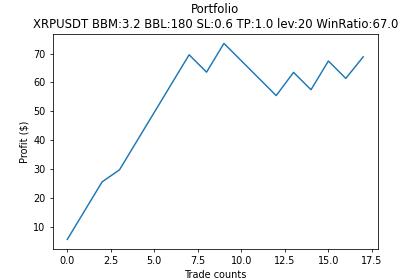 Portfolio
XRPUSDT BBM:3.2 BBL:180 SL:0.6 TP:1.0 lev:20 WinRatio:67.0
70
60
50
40
30
20
10
Profit ($)
0.0 2.5 5.0 7.5 10.0 12.5 15.0 17.5
Trade counts